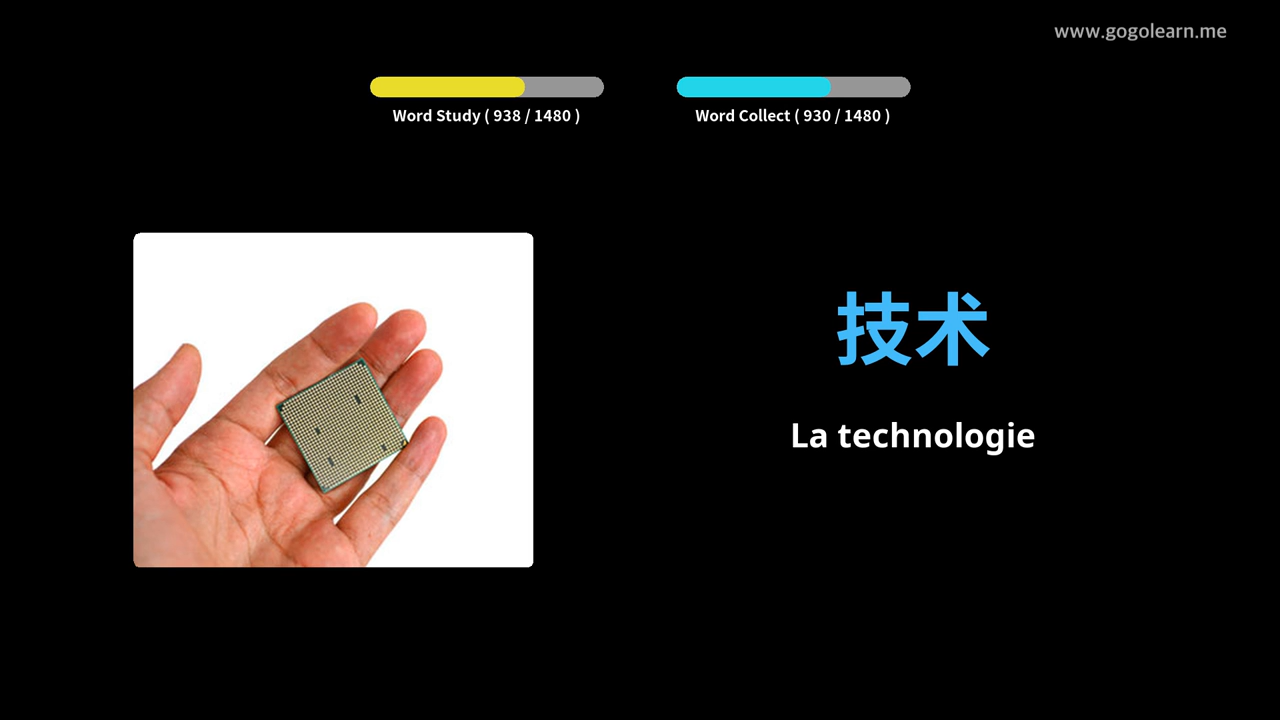 www.gogolearn.me
Word Study ( 938 / 1480 )
Word Collect ( 930 / 1480 )
技术
La technologie